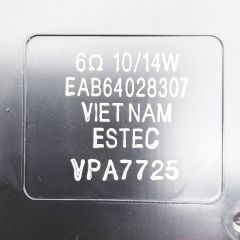 6Ω 10/14W
EAB64028307
VIET NAM
ESTEC
VPA7725